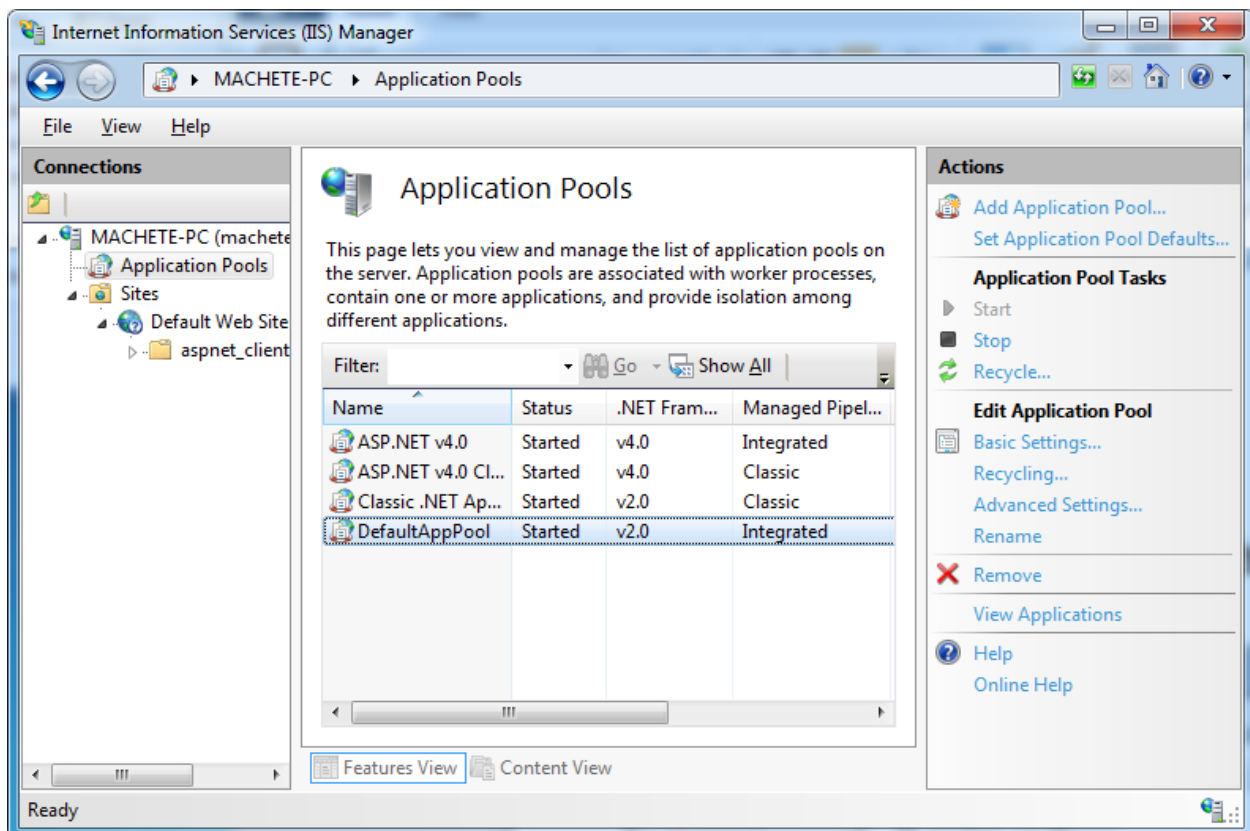 Internet Information Services (IIS) Manager
MACHETE-PC Application Pools
File View Help
Connections
MACHETE-PC (machete
Application Pools
Sites
Default Web Site
aspnet_client
Application Pools
This page lets you view and manage the list of application pools on
the server. Application pools are associated with worker processes,
contain one or more applications, and provide isolation among
different applications.
Filter: Go Show All
Name Status .NET Fram... Managed Pipel...
ASP.NET v4.0 Started v4.0 Integrated
ASP.NET v4.0 Cl... Started v4.0 Classic
Classic .NET Ap... Started v2.0 Classic
DefaultAppPool Started v2.0 Integrated
Features View Content View
Actions
Add Application Pool...
Set Application Pool Defaults...
Application Pool Tasks
Start
Stop
Recycle...
Edit Application Pool
Basic Settings...
Recycling...
Advanced Settings...
Rename
Remove
View Applications
Help
Online Help
Ready